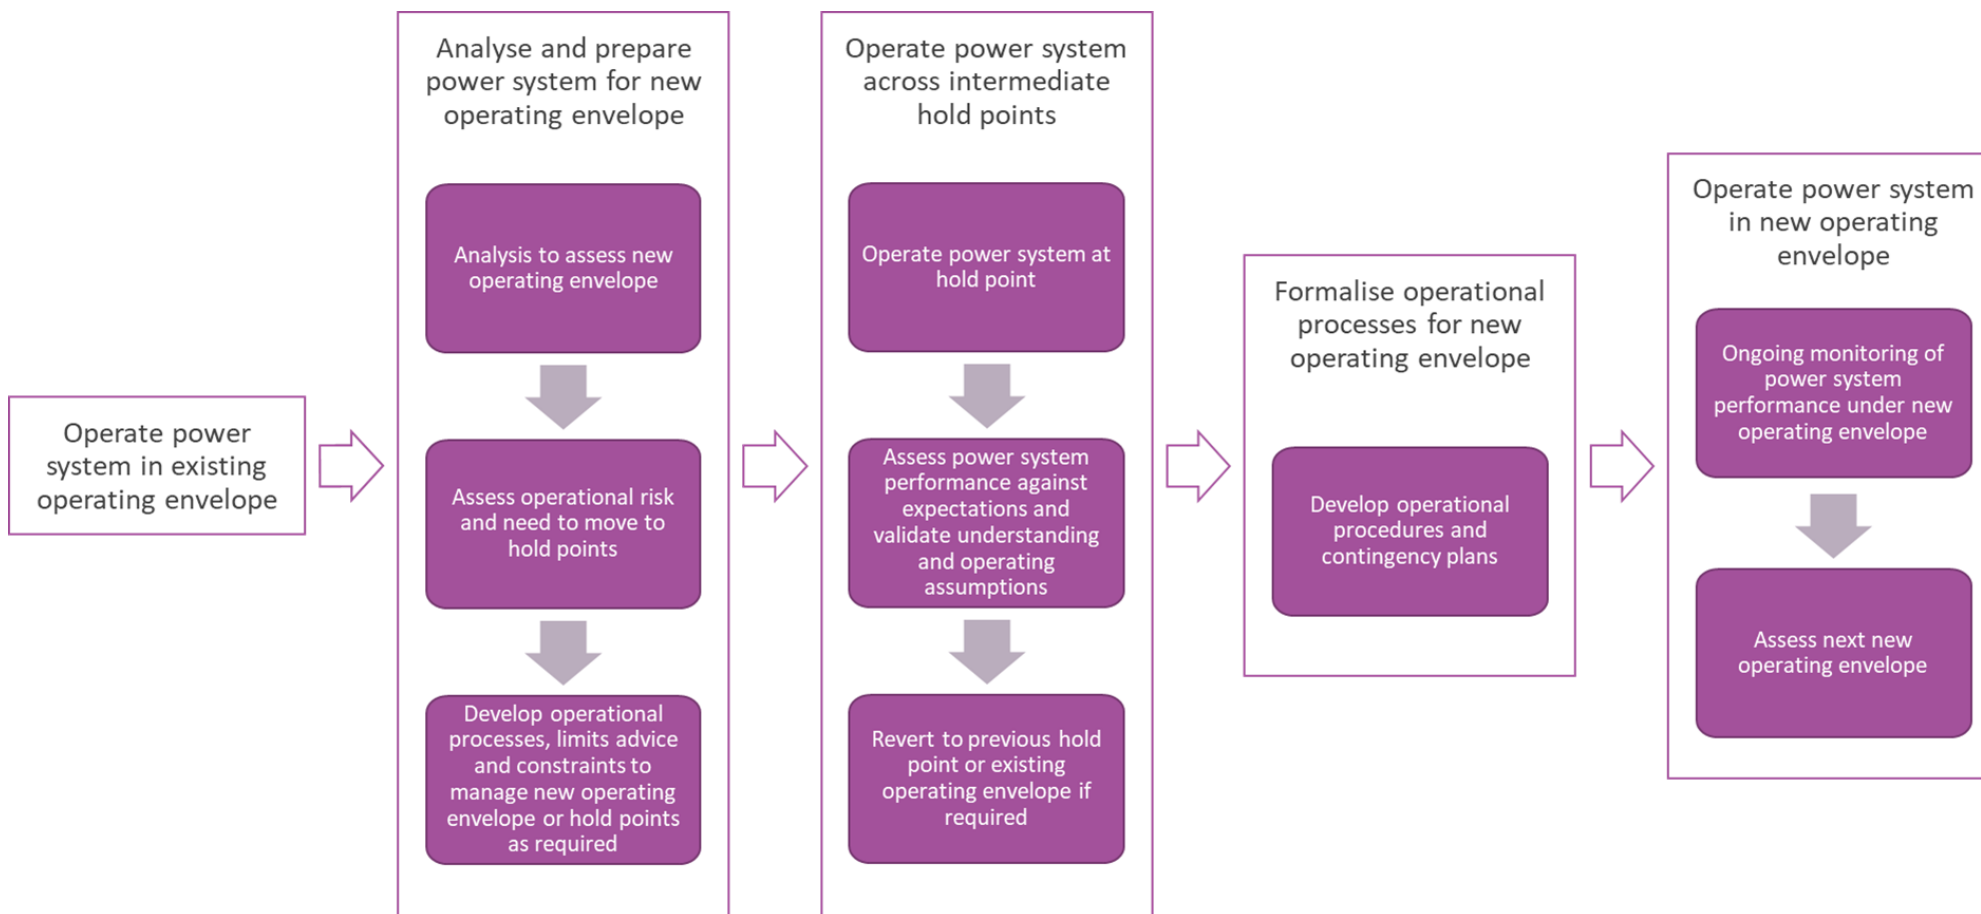 Operate power
system in existing
operating envelope
Analyse and prepare
power system for new
operating envelope
Analysis to assess new
operating envelope
Assess operational risk
and need to move to
hold points
Develop operational
processes, limits advice
and constraints to
manage new operating
envelope or hold points
as required
Operate power system
across intermediate
hold points
Operate power system at
hold point
Assess power system
performance against
expectations and
validate understanding
and operating
assumptions
Revert to previous hold
point or existing
operating envelope if
required
Formalise operational
processes for new
operating envelope
Develop operational
procedures and
contingency plans
Operate power system
in new operating
envelope
Ongoing monitoring of
power system
performance under new
operating envelope
Assess next new
operating envelope